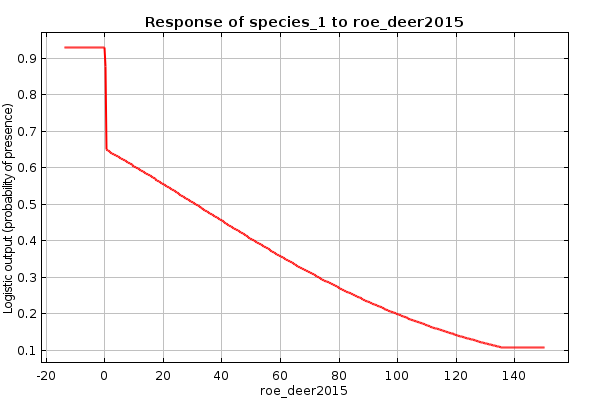 Response of species_1 to roe_deer2015
Logistic output (probability of presence)
0.9
0.8
0.7
0.6
0.5
0.4
0.3
0.2
0.1
-20 0 20 40 60 80 100 120 140
roe_deer2015